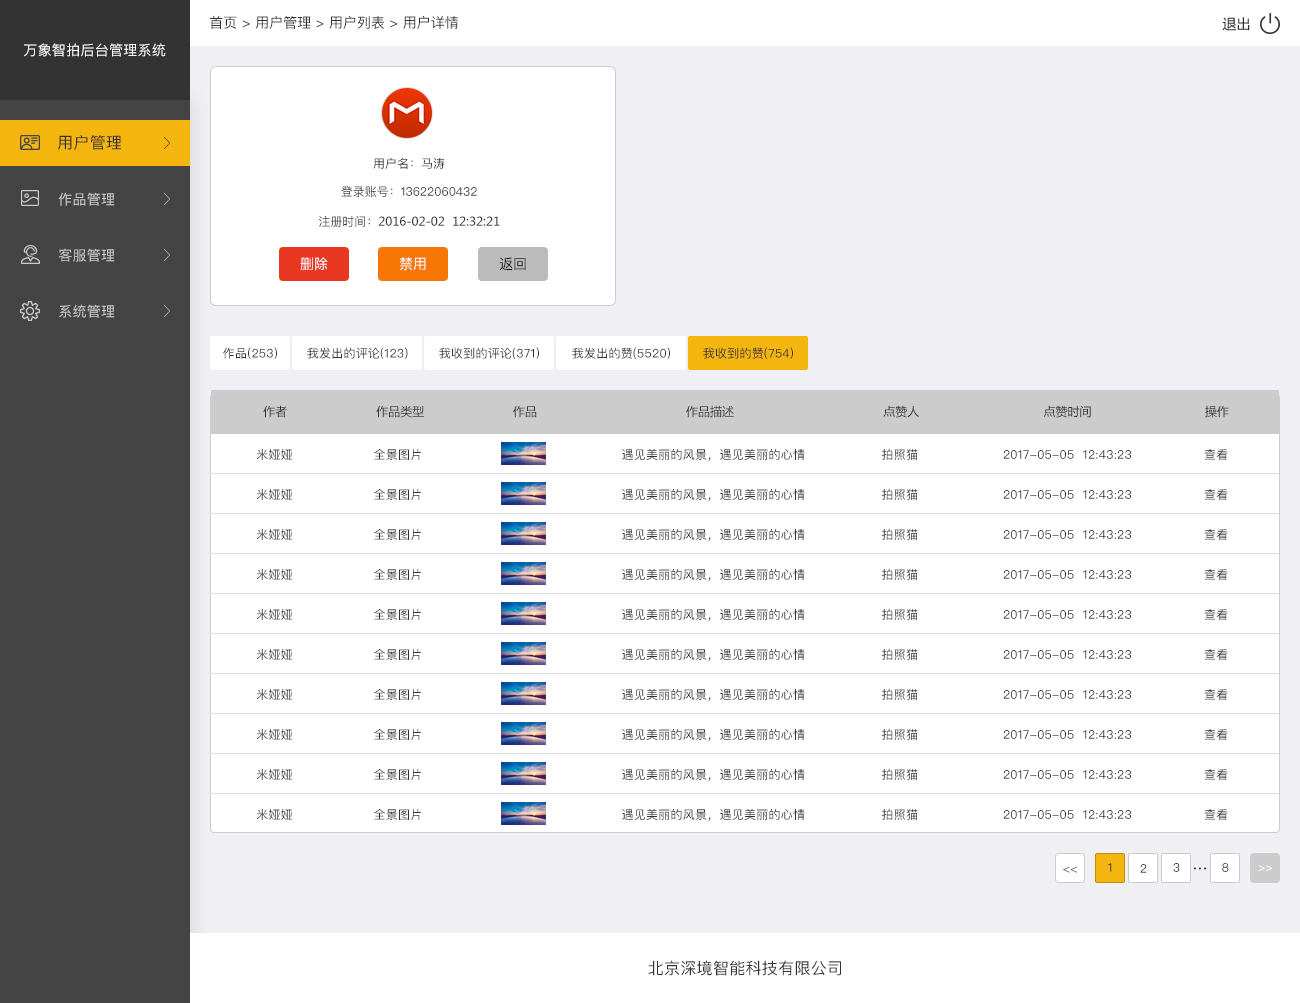 万象智拍后台管理系统
首页 > 用户管理 > 用户列表 > 用户详情
退出
用户管理
作品管理
客服管理
系统管理
用户名：马涛
登录账号：13622060432
注册时间：2016-02-02 12:32:21
删除 禁用 返回
作品(253) 我发出的评论(123) 我收到的评论(371) 我发出的赞(5520) 我收到的赞(754)
作者 作品类型 作品 作品描述 点赞人 点赞时间 操作
米娅娅 全景图片 遇见美丽的风景，遇见美丽的心情 拍照猫 2017-05-05 12:43:23 查看
米娅娅 全景图片 遇见美丽的风景，遇见美丽的心情 拍照猫 2017-05-05 12:43:23 查看
米娅娅 全景图片 遇见美丽的风景，遇见美丽的心情 拍照猫 2017-05-05 12:43:23 查看
米娅娅 全景图片 遇见美丽的风景，遇见美丽的心情 拍照猫 2017-05-05 12:43:23 查看
米娅娅 全景图片 遇见美丽的风景，遇见美丽的心情 拍照猫 2017-05-05 12:43:23 查看
米娅娅 全景图片 遇见美丽的风景，遇见美丽的心情 拍照猫 2017-05-05 12:43:23 查看
米娅娅 全景图片 遇见美丽的风景，遇见美丽的心情 拍照猫 2017-05-05 12:43:23 查看
米娅娅 全景图片 遇见美丽的风景，遇见美丽的心情 拍照猫 2017-05-05 12:43:23 查看
米娅娅 全景图片 遇见美丽的风景，遇见美丽的心情 拍照猫 2017-05-05 12:43:23 查看
米娅娅 全景图片 遇见美丽的风景，遇见美丽的心情 拍照猫 2017-05-05 12:43:23 查看
<< 1 2 3 ··· 8 >>
北京深境智能科技有限公司